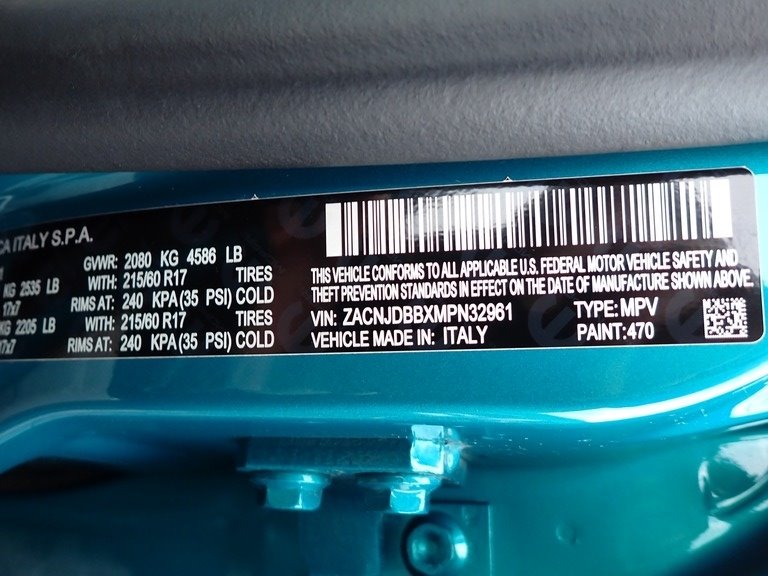 CA ITALY S.P.A.
GVWR: 2080 KG 4586 LB
KG 2535 LB WITH: 215/60 R17 TIRES
17x7 RIMS AT: 240 KPA (35 PSI) COLD
KG 2205 LB WITH: 215/60 R17 TIRES
17x7 RIMS AT: 240 KPA (35 PSI) COLD
THIS VEHICLE CONFORMS TO ALL APPLICABLE U.S. FEDERAL MOTOR VEHICLE SAFETY AND
THEFT PREVENTION STANDARDS IN EFFECT ON THE DATE OF MANUFACTURE SHOWN ABOVE.
VIN: ZACNJDBBXMPN32961 TYPE: MPV
VEHICLE MADE IN: ITALY PAINT: 470